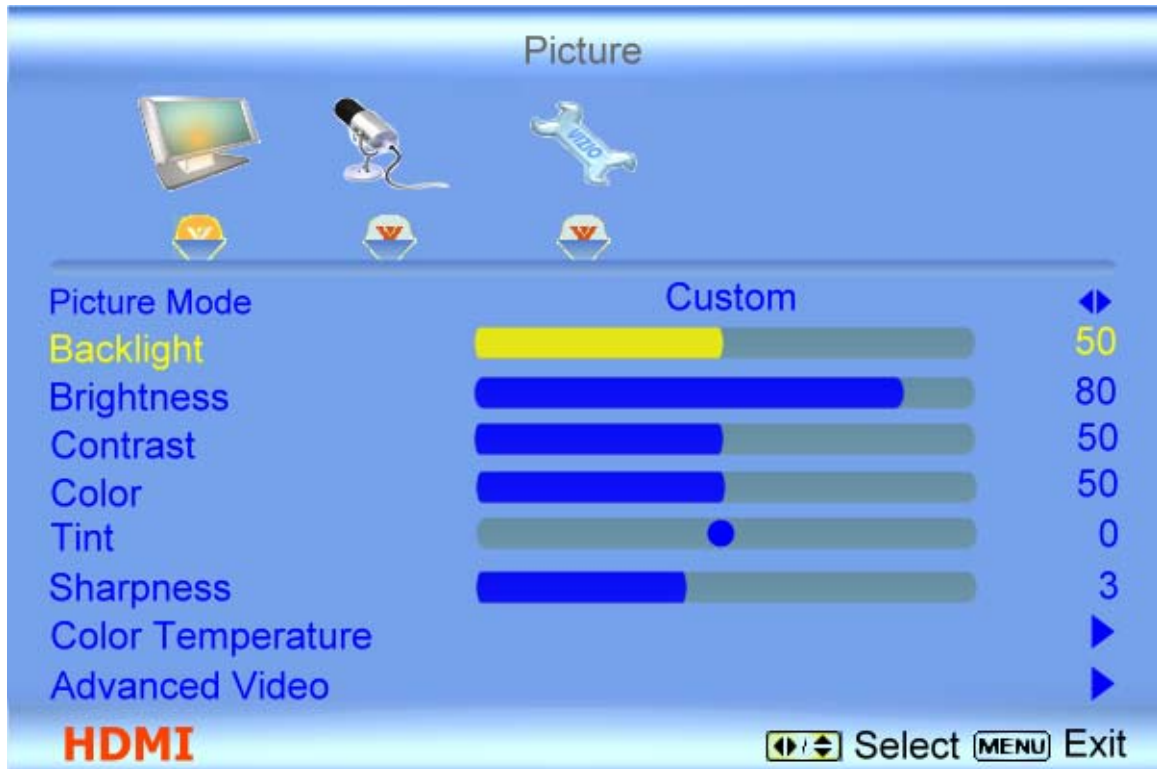 Picture
VIZIO
Picture Mode Custom
Backlight 50
Brightness 80
Contrast 50
Color 50
Tint 0
Sharpness 3
Color Temperature
Advanced Video
HDMI Select MENU Exit